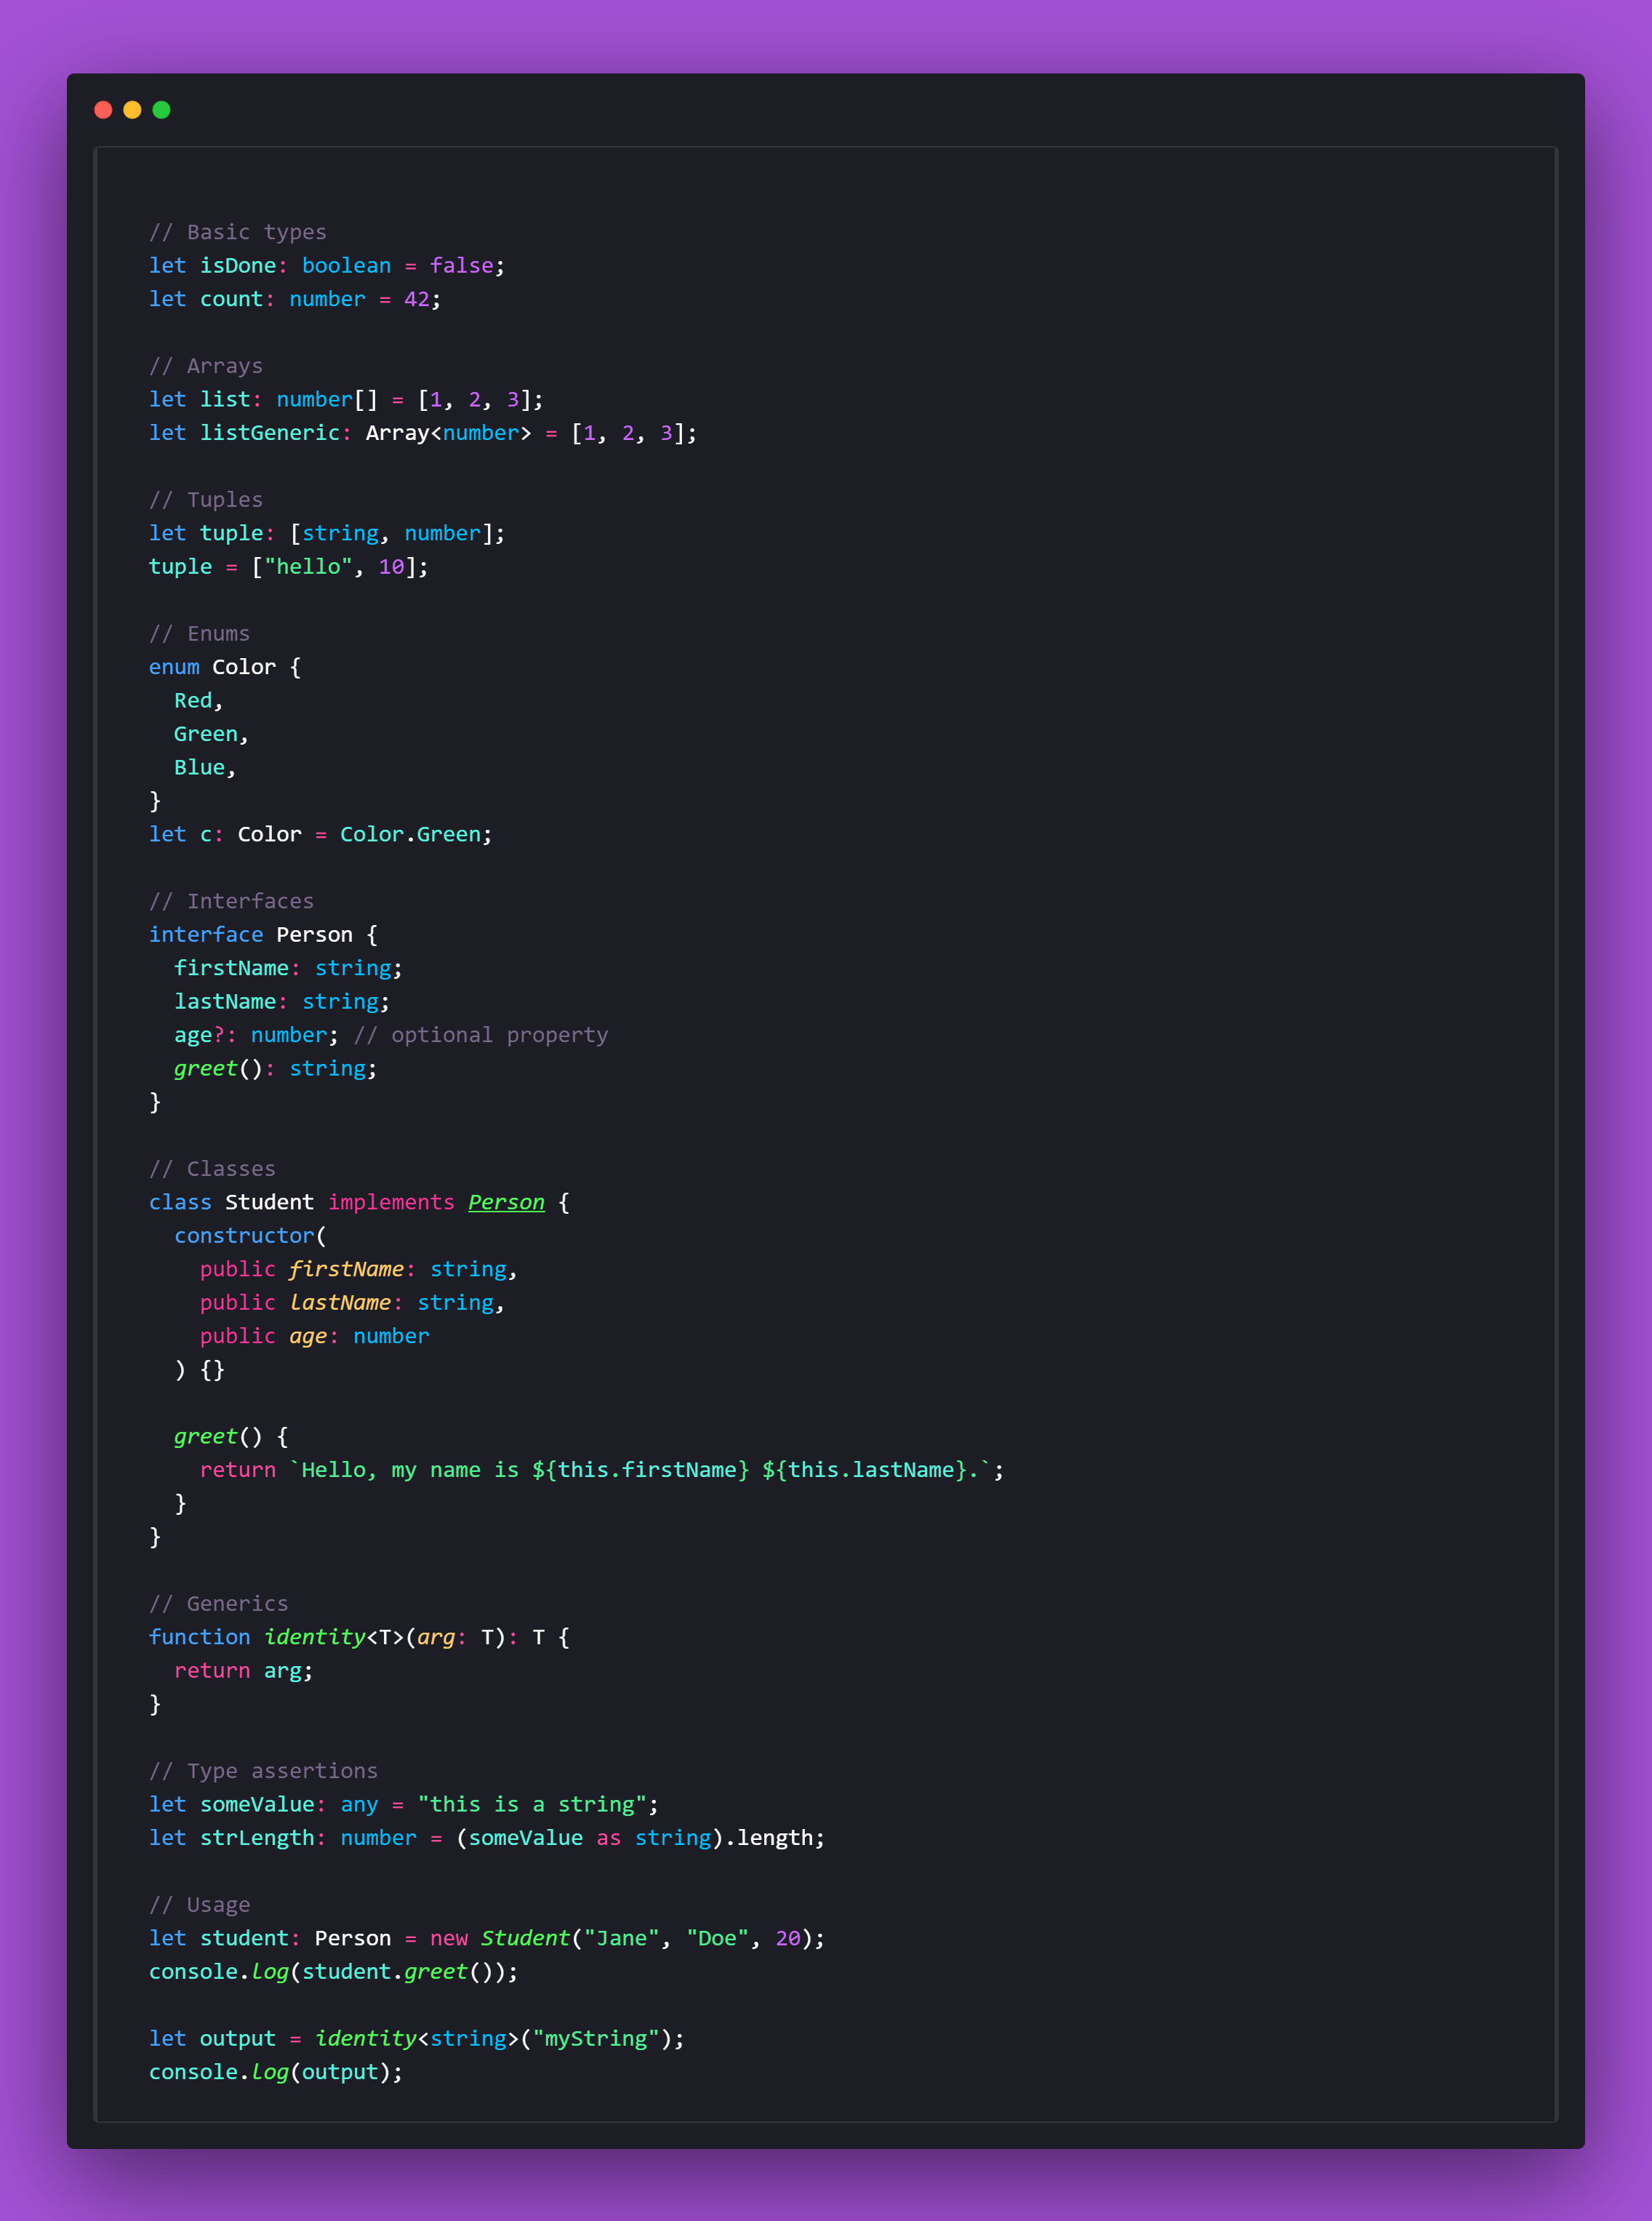 // Basic types
let isDone: boolean = false;
let count: number = 42;

// Arrays
let list: number[] = [1, 2, 3];
let listGeneric: Array<number> = [1, 2, 3];

// Tuples
let tuple: [string, number];
tuple = ["hello", 10];

// Enums
enum Color {
  Red,
  Green,
  Blue,
}
let c: Color = Color.Green;

// Interfaces
interface Person {
  firstName: string;
  lastName: string;
  age?: number; // optional property
  greet(): string;
}

// Classes
class Student implements Person {
  constructor(
    public firstName: string,
    public lastName: string,
    public age: number
  ) {}

  greet() {
    return `Hello, my name is ${this.firstName} ${this.lastName}.`;
  }
}

// Generics
function identity<T>(arg: T): T {
  return arg;
}

// Type assertions
let someValue: any = "this is a string";
let strLength: number = (someValue as string).length;

// Usage
let student: Person = new Student("Jane", "Doe", 20);
console.log(student.greet());

let output = identity<string>("myString");
console.log(output);